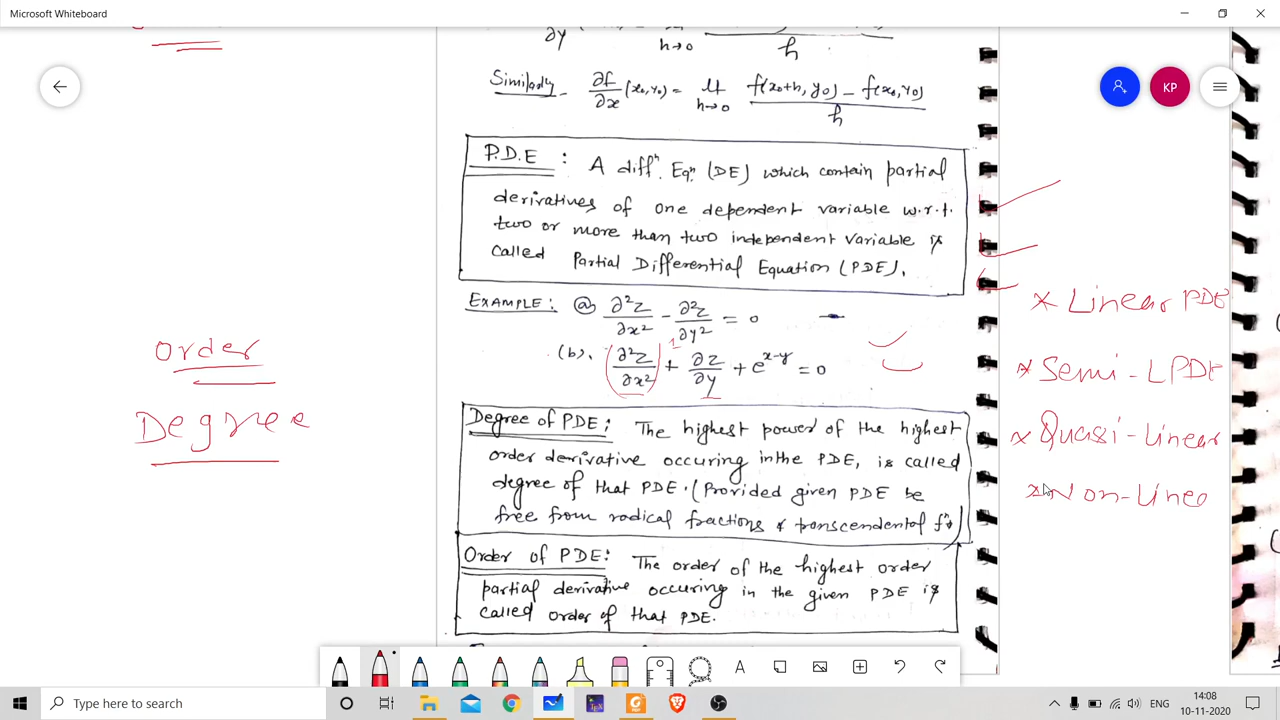 Microsoft Whiteboard
KP
∂y
h→0
h
Similarly - ∂f/∂x (x₀,y₀) = Lt h→0 f(x₀+h, y₀) - f(x₀,y₀) / h
P.D.E : A diffⁿ. Eqⁿ. (DE) which contain partial
derivatives of one dependent variable w.r.t.
two or more than two independent variable is
called Partial Differential Equation (PDE).
EXAMPLE: @ ∂²z/∂x² - ∂²z/∂y² = 0
(b). (∂²z/∂x²)¹ + ∂z/∂y + e^x-y = 0
Degree of PDE: The highest power of the highest
order derivative occuring in the PDE, is called
degree of that PDE. (Provided given PDE be
free from radical fractions & transcendental fⁿ)
Order of PDE: The order of the highest order
partial derivative occuring in the given PDE is
called order of that PDE.
Order
Degree
* Linear PDE
* Semi-LPDE
* Quasi-Linear
* Non-Linea
Type here to search
ENG
14:08
10-11-2020